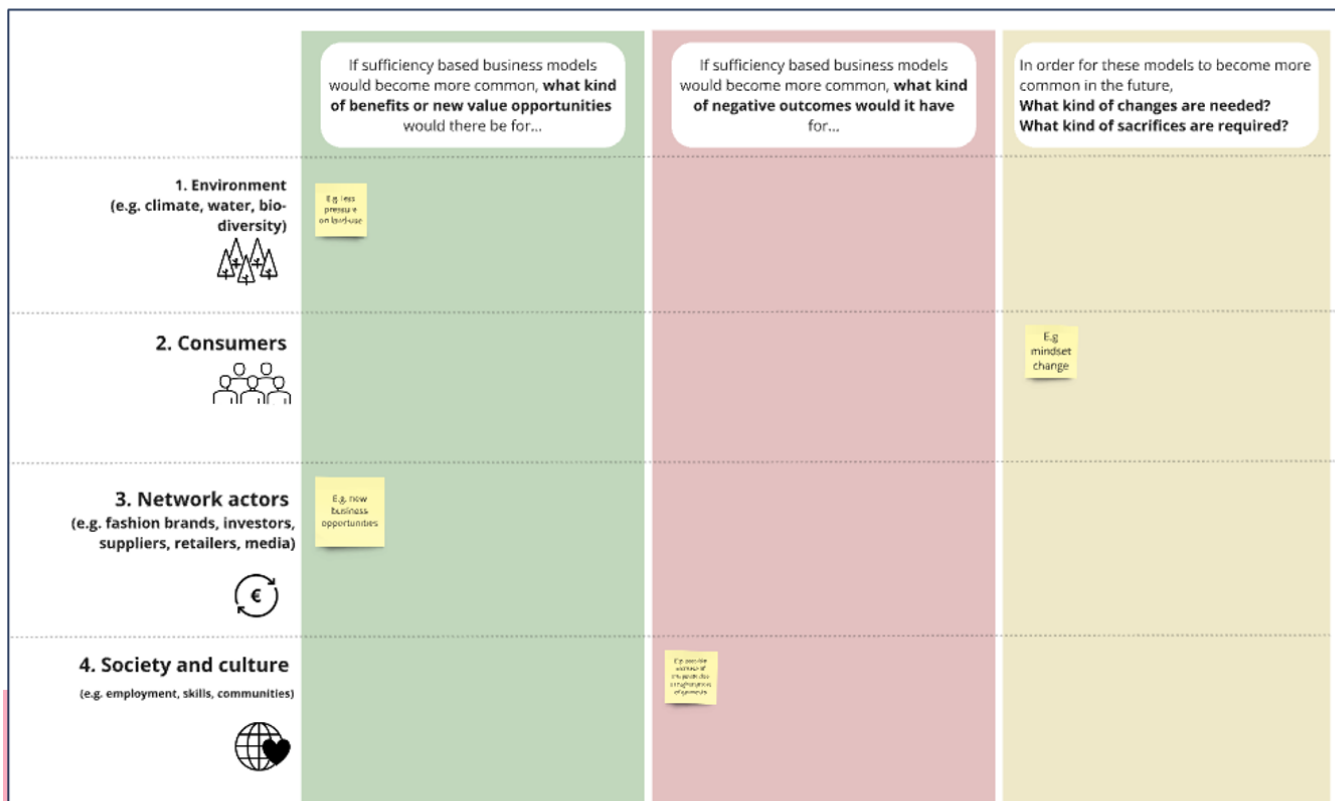 If sufficiency based business models
would become more common, what kind
of benefits or new value opportunities
would there be for...
If sufficiency based business models
would become more common, what kind
of negative outcomes would it have
for...
In order for these models to become more
common in the future,
What kind of changes are needed?
What kind of sacrifices are required?
1. Environment
(e.g. climate, water, bio-
diversity)
E.g. less
pressure
on land-use
2. Consumers
E.g
mindset
change
3. Network actors
(e.g. fashion brands, investors,
suppliers, retailers, media)
E.g. new
business
opportunities
€
4. Society and culture
(e.g. employment, skills, communities)
E.g. possible
of garments